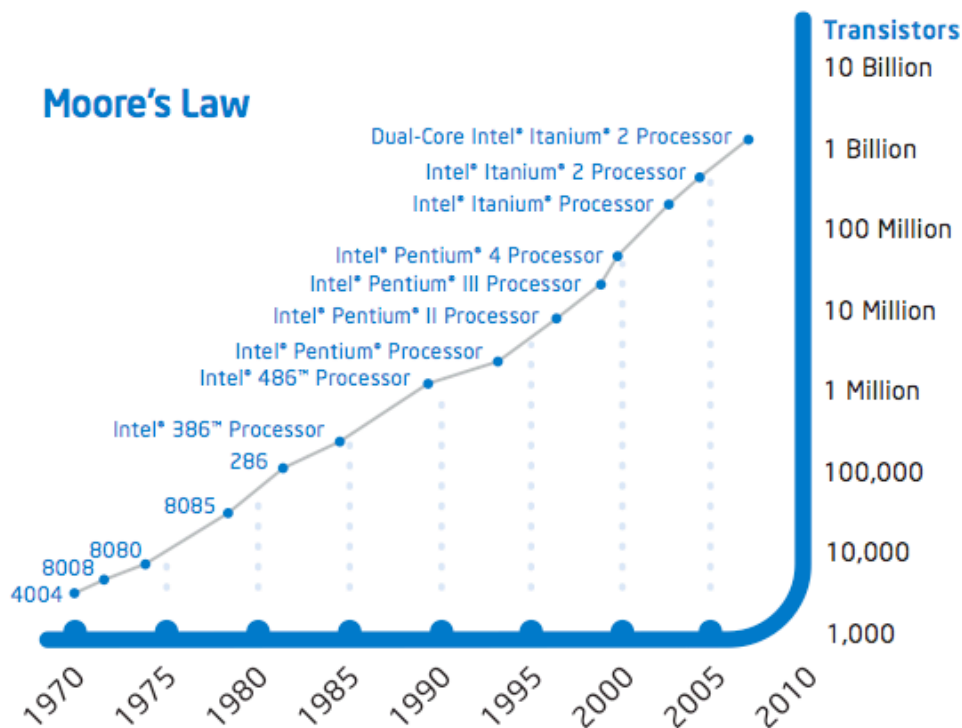 Transistors
10 Billion
Moore's Law
Dual-Core Intel® Itanium® 2 Processor
1 Billion
Intel® Itanium® 2 Processor
Intel® Itanium® Processor
100 Million
Intel® Pentium® 4 Processor
Intel® Pentium® III Processor
10 Million
Intel® Pentium® II Processor
Intel® Pentium® Processor
Intel® 486™ Processor
1 Million
Intel® 386™ Processor
286
100,000
8085
8080
10,000
8008
4004
1,000
1970
1975
1980
1985
1990
1995
2000
2005
2010